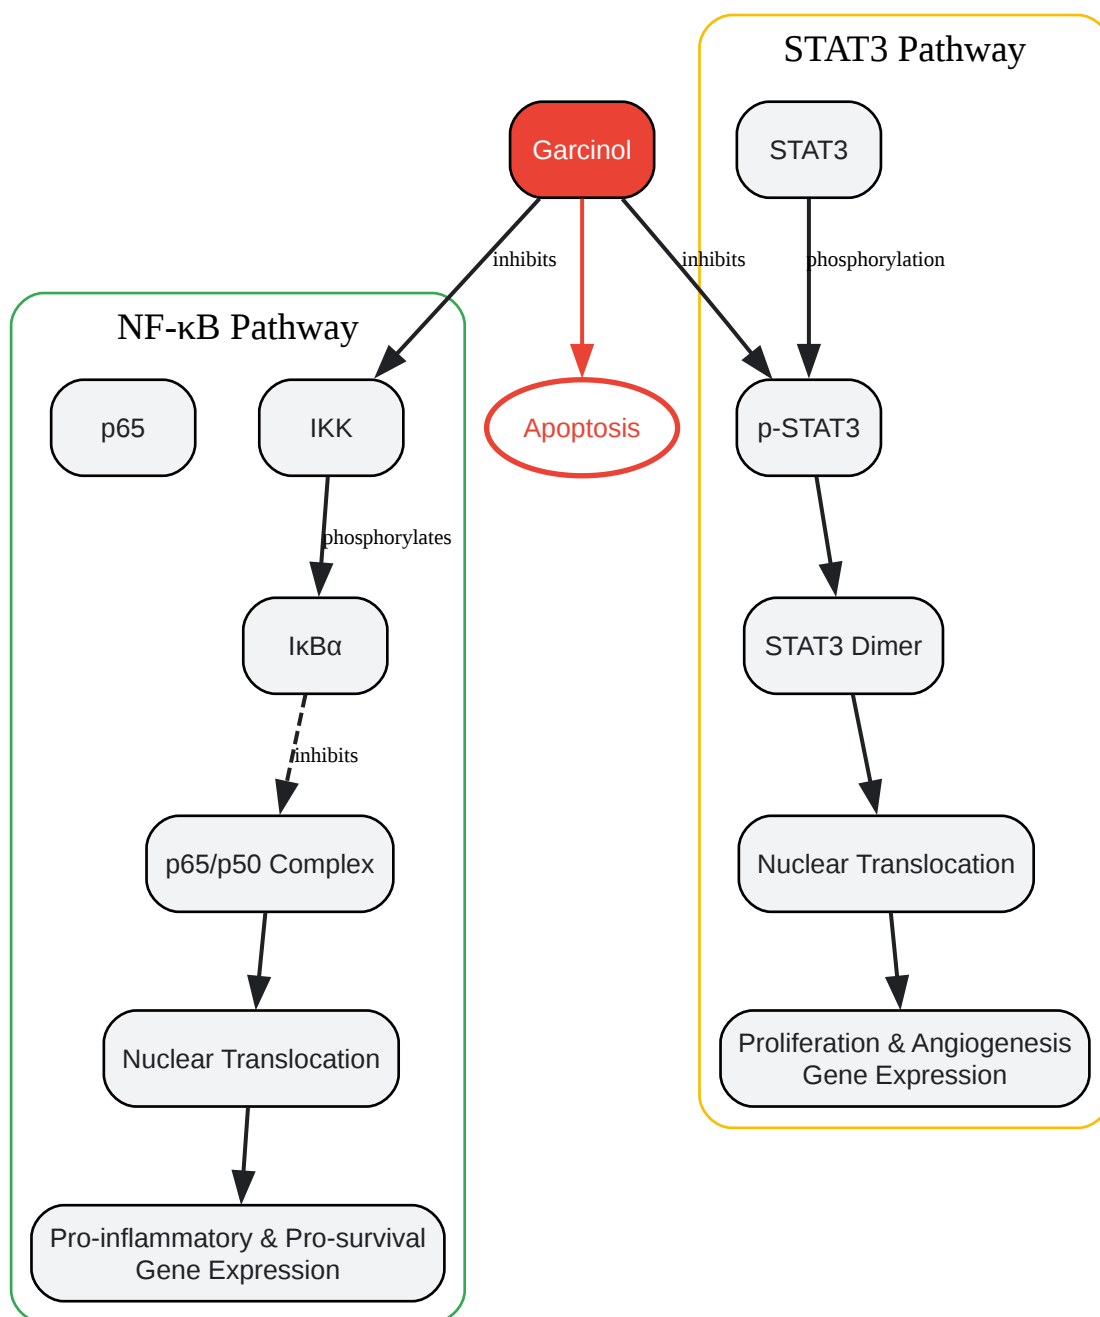 STAT3 Pathway
Garcinol
STAT3
inhibits
inhibits
phosphorylation
NF-κB Pathway
p65
IKK
Apoptosis
p-STAT3
phosphorylates
IκBα
STAT3 Dimer
inhibits
p65/p50 Complex
Nuclear Translocation
Nuclear Translocation
Proliferation & Angiogenesis
Gene Expression
Pro-inflammatory & Pro-survival
Gene Expression